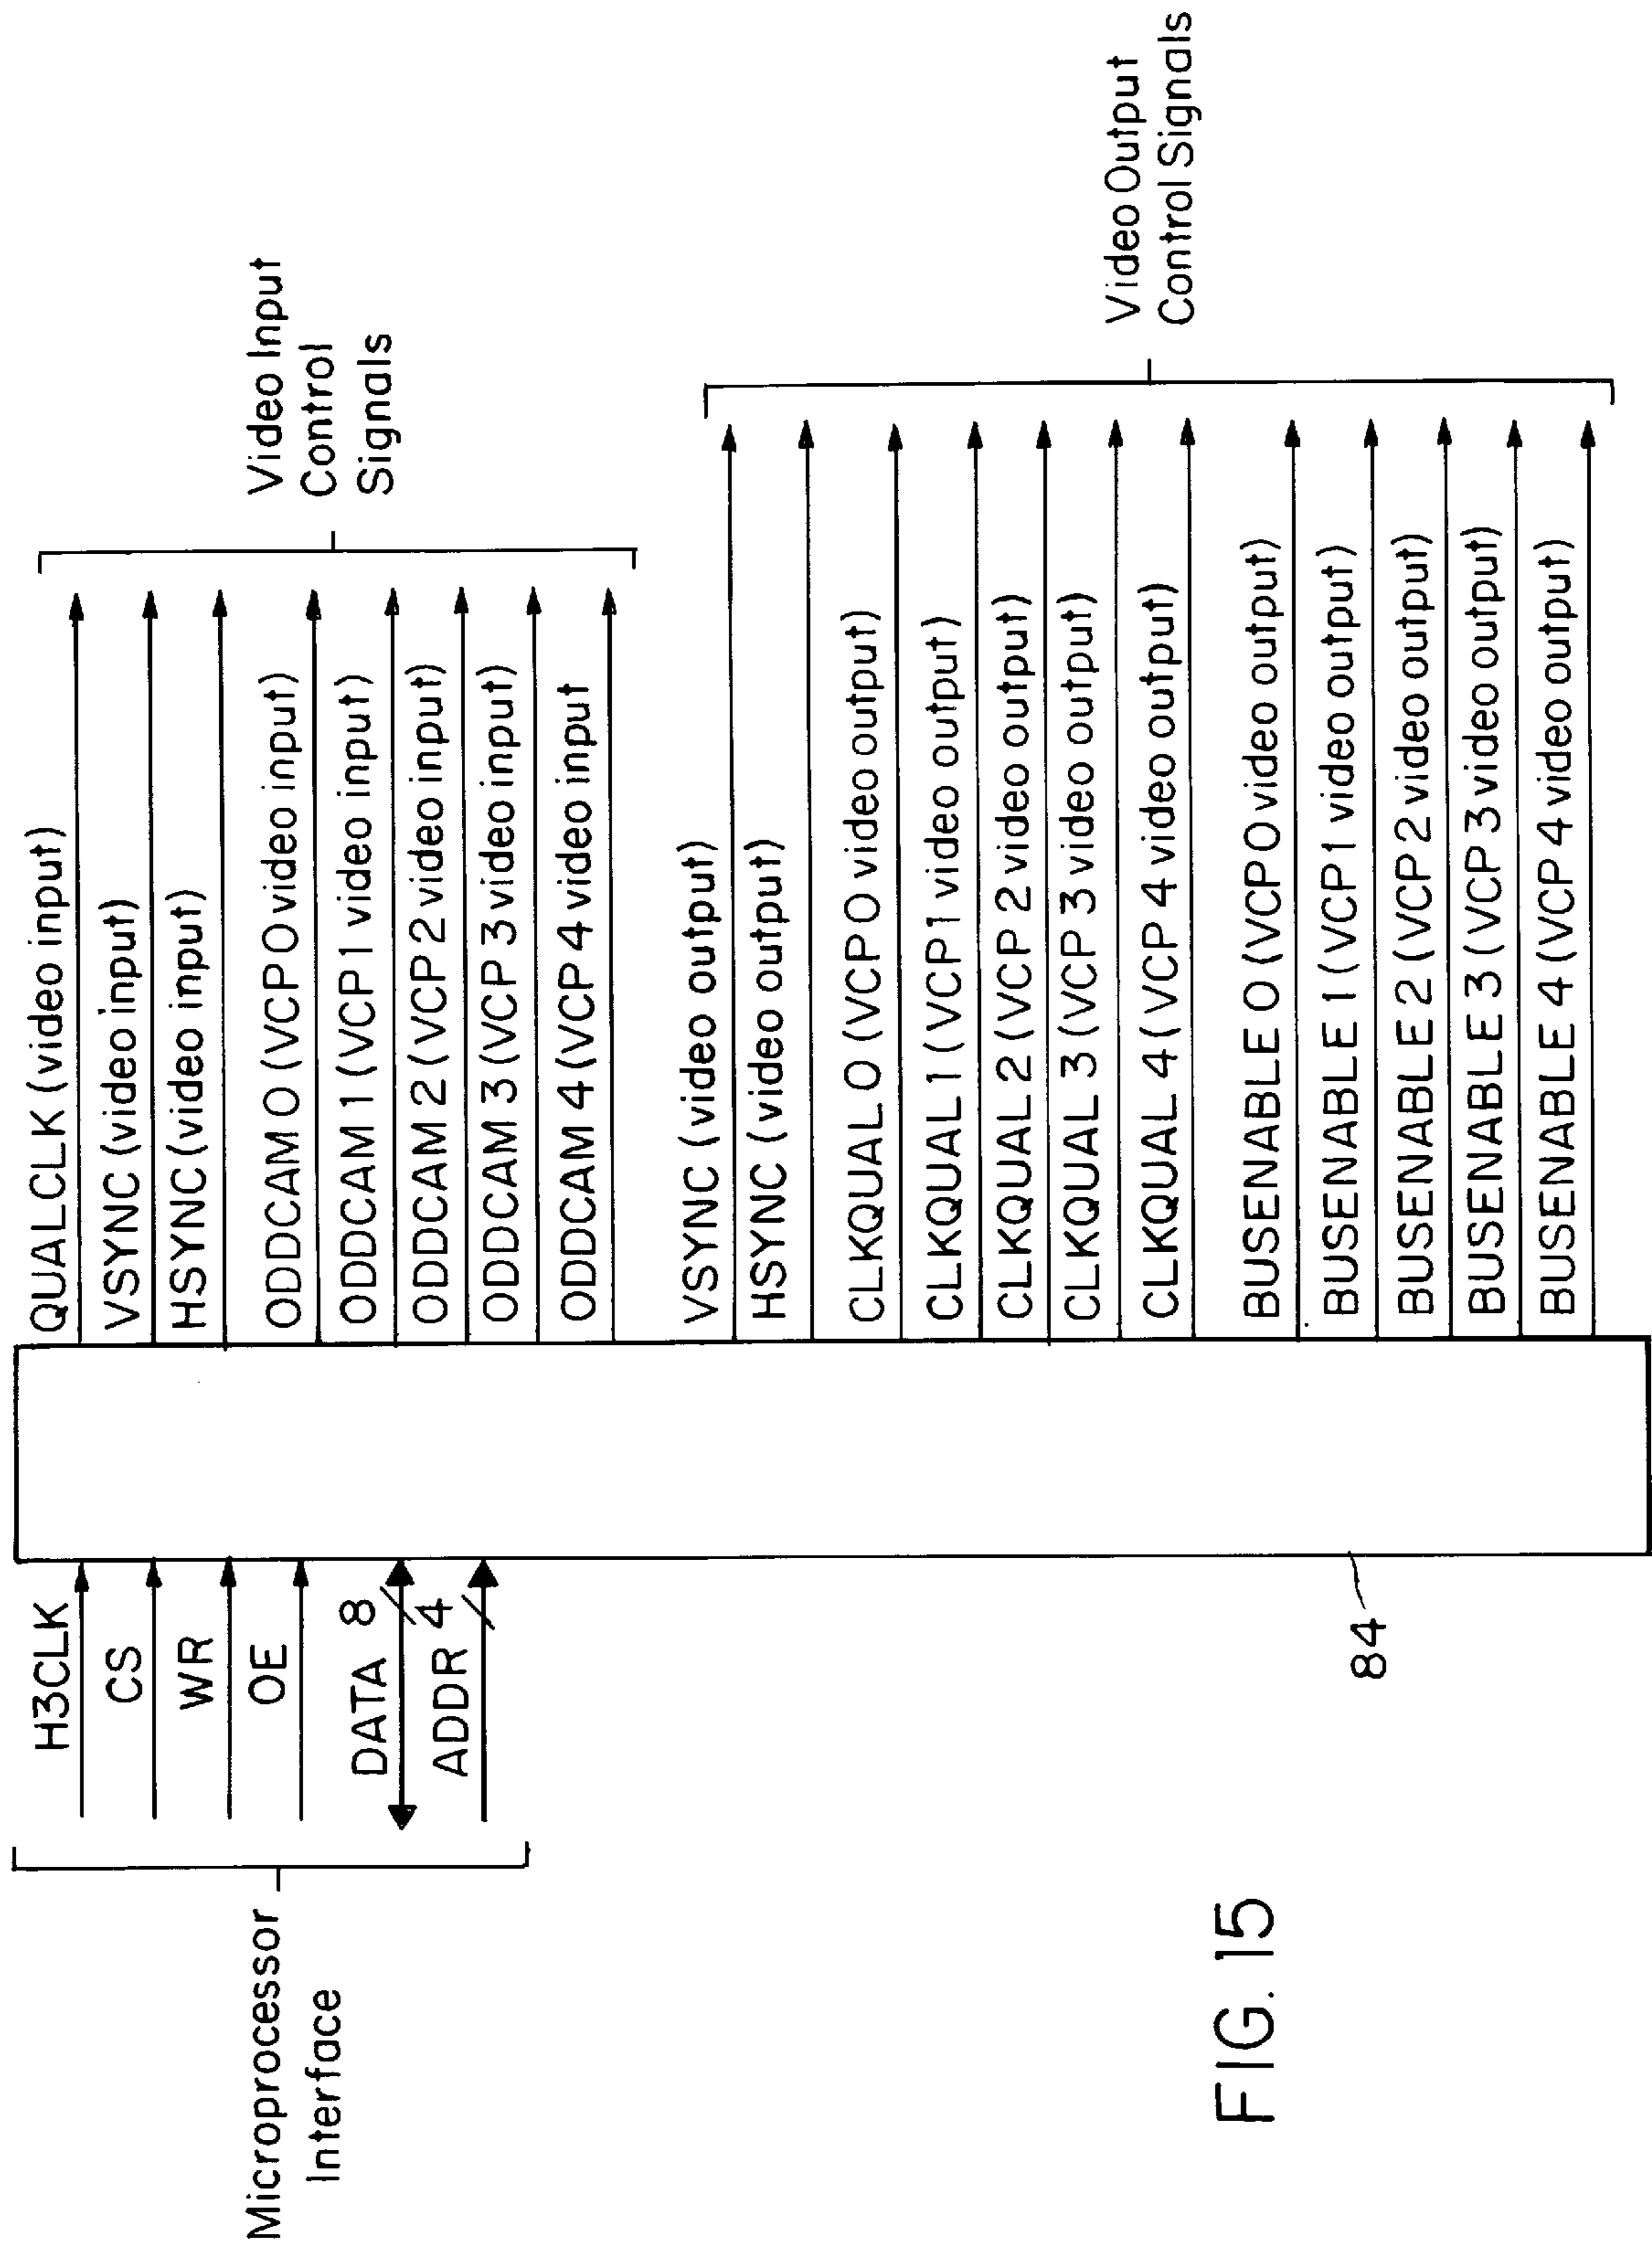 Microprocessor
Interface
H3CLK
CS
WR
OE
DATA 8
ADDR 4
84
QUALCLK (video input)
VSYNC (video input)
HSYNC (video input)
ODDCAM 0 (VCP 0 video input)
ODDCAM 1 (VCP 1 video input)
ODDCAM 2 (VCP 2 video input)
ODDCAM 3 (VCP 3 video input)
ODDCAM 4 (VCP 4 video input
Video Input
Control
Signals
VSYNC (video output)
HSYNC (video output)
CLKQUAL 0 (VCP 0 video output)
CLKQUAL 1 (VCP 1 video output)
CLKQUAL 2 (VCP 2 video output)
CLKQUAL 3 (VCP 3 video output)
CLKQUAL 4 (VCP 4 video output)
BUSENABLE 0 (VCP 0 video output)
BUSENABLE 1 (VCP 1 video output)
BUSENABLE 2 (VCP 2 video output)
BUSENABLE 3 (VCP 3 video output)
BUSENABLE 4 (VCP 4 video output)
Video Output
Control Signals
FIG. 15